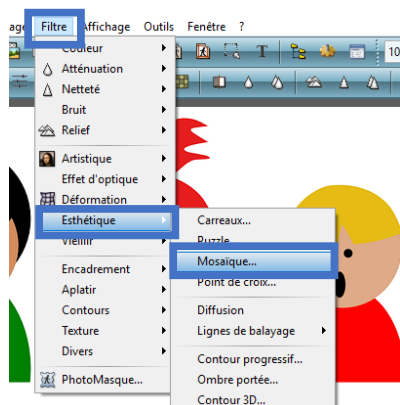 age Filtre Affichage Outils Fenêtre ?
T 10
Couleur
Atténuation
Netteté
Bruit
Relief
Artistique
Effet d'optique
Déformation
Esthétique
Vieillir
Encadrement
Aplatir
Contours
Texture
Divers
PhotoMasque...
Carreaux...
Puzzle...
Mosaïque...
Point de croix...
Diffusion
Lignes de balayage
Contour progressif...
Ombre portée...
Contour 3D...